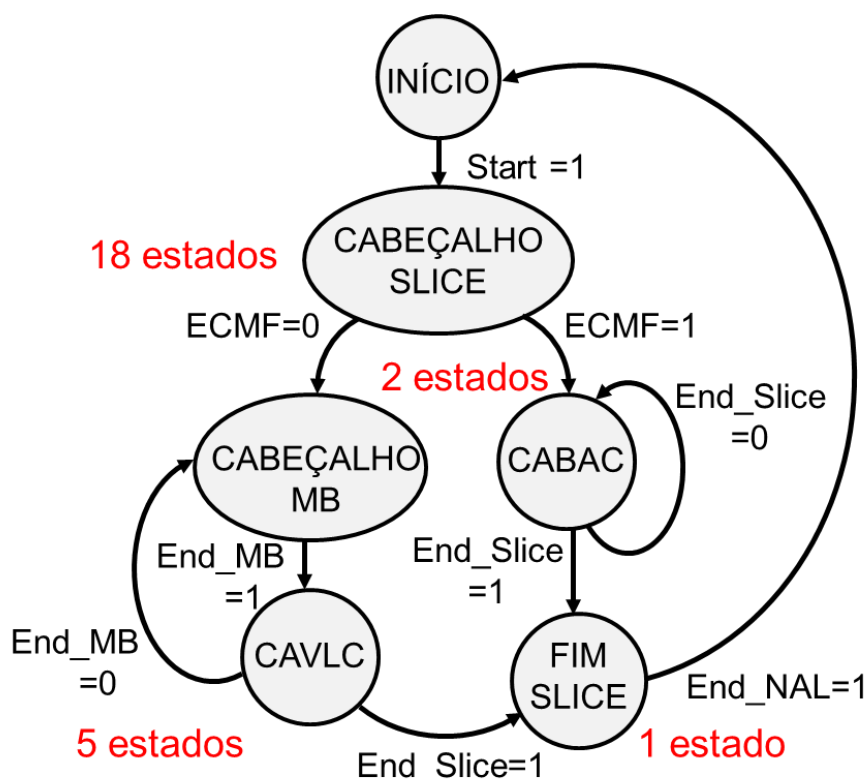 INÍCIO
Start =1
CABEÇALHO
SLICE
18 estados
ECMF=0
ECMF=1
2 estados
End_Slice
=0
CABEÇALHO
MB
CABAC
End_MB
=1
End_Slice
=1
End_MB
=0
CAVLC
FIM
SLICE
End_NAL=1
5 estados
1 estado
End_Slice=1